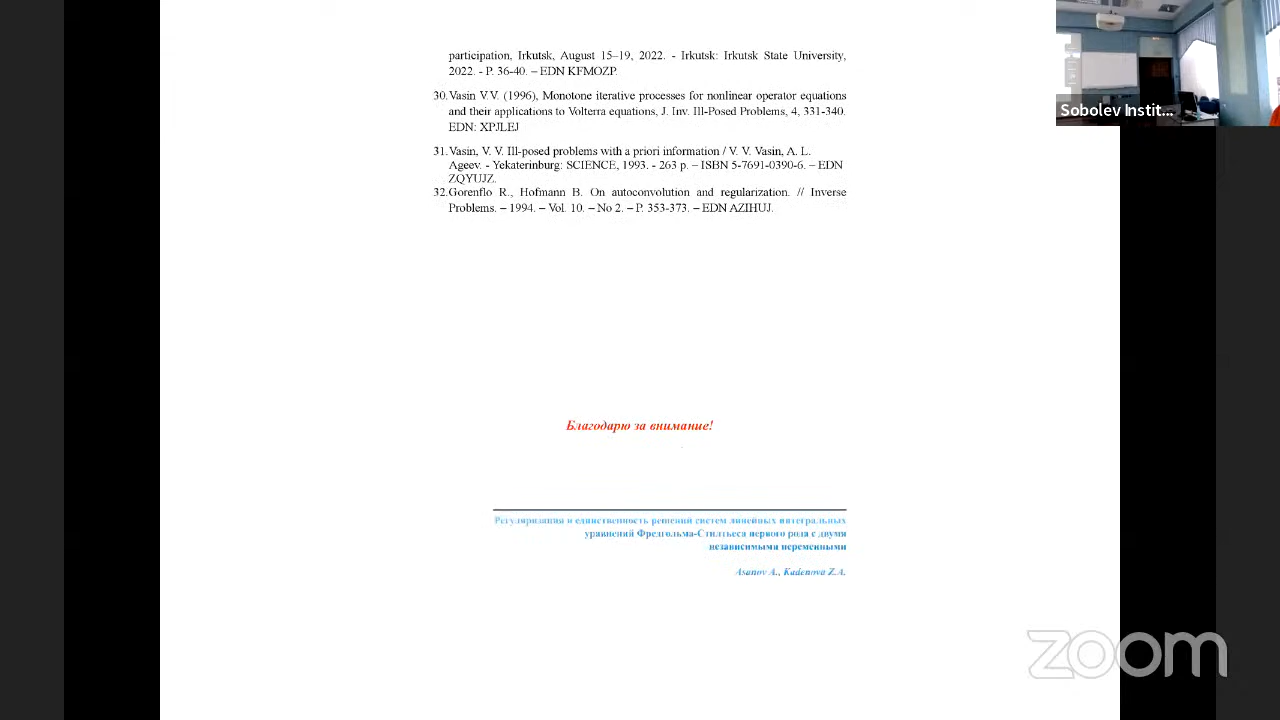 participation, Irkutsk, August 15–19, 2022. - Irkutsk: Irkutsk State University,
2022. - P. 36-40. – EDN KFMOZP.
30. Vasin V.V. (1996), Monotone iterative processes for nonlinear operator equations
and their applications to Volterra equations, J. Inv. Ill-Posed Problems, 4, 331-340.
EDN: XPJLEJ
31. Vasin, V. V. Ill-posed problems with a priori information / V. V. Vasin, A. L.
Ageev. - Yekaterinburg: SCIENCE, 1993. - 263 p. – ISBN 5-7691-0390-6. – EDN
ZQYUJZ.
32. Gorenflo R., Hofmann B. On autoconvolution and regularization. // Inverse
Problems. – 1994. – Vol. 10. – No 2. – P. 353-373. – EDN AZIHUJ.
Благодарю за внимание!
Регуляризация и единственность решений систем линейных интегральных
уравнений Фредгольма-Стилтьеса первого рода с двумя
независимыми переменными
Asanov A., Kadenova Z.A.
Sobolev Instit...
zoom